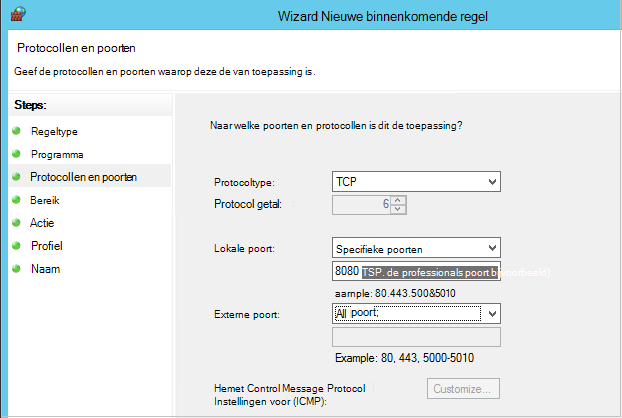 Wizard Nieuwe binnenkomende regel
Protocollen en poorten
Geef de protocollen en poorten waarop deze de van toepassing is.
Steps:
Regeltype
Programma
Protocollen en poorten
Bereik
Actie
Profiel
Naam
Naar welke poorten en protocollen is dit de toepassing?
Protocoltype: TCP
Protocol getal: 6
Lokale poort: Specifieke poorten
8080 TSP. de professionals poort bijvoorbeeld)
aample: 80.443.500&5010
Externe poort: All poort;
Example: 80, 443, 5000-5010
Hemet Control Message Protocol Customize...
Instellingen voor (ICMP):